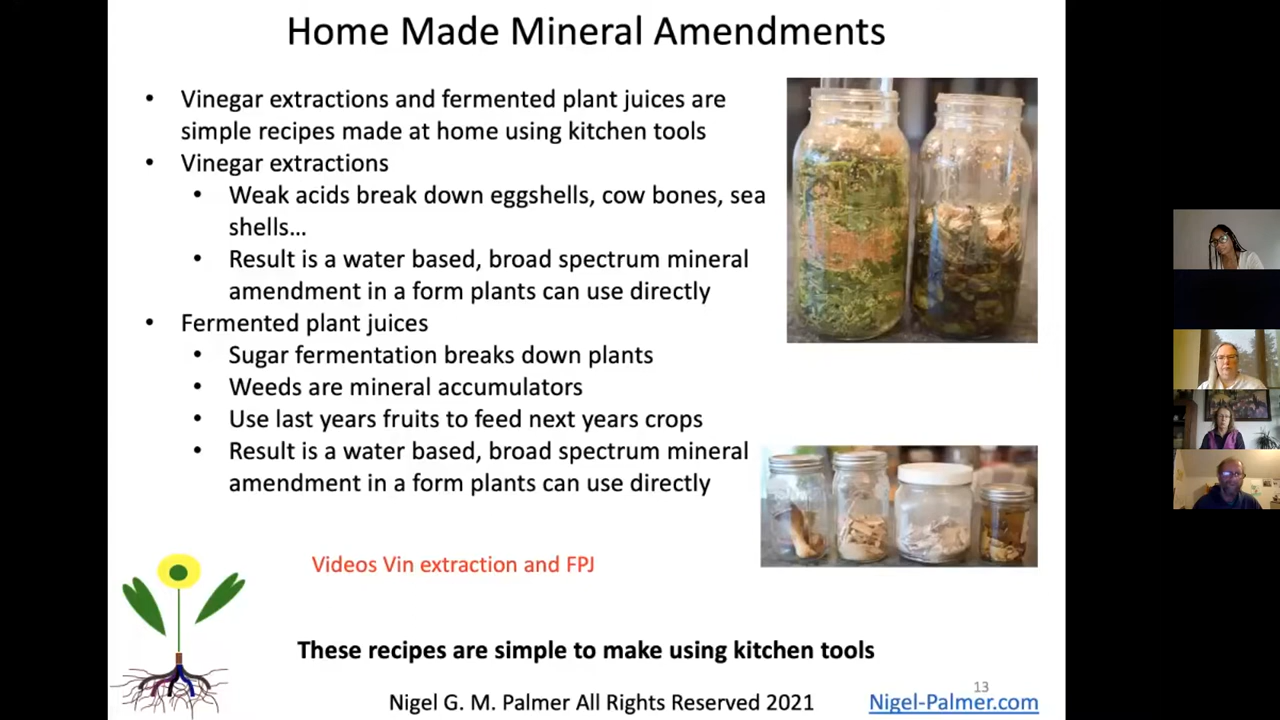 Home Made Mineral Amendments
• Vinegar extractions and fermented plant juices are
simple recipes made at home using kitchen tools
• Vinegar extractions
• Weak acids break down eggshells, cow bones, sea
shells…
• Result is a water based, broad spectrum mineral
amendment in a form plants can use directly
• Fermented plant juices
• Sugar fermentation breaks down plants
• Weeds are mineral accumulators
• Use last years fruits to feed next years crops
• Result is a water based, broad spectrum mineral
amendment in a form plants can use directly
Videos Vin extraction and FPJ
These recipes are simple to make using kitchen tools
13
Nigel G. M. Palmer All Rights Reserved 2021
Nigel-Palmer.com